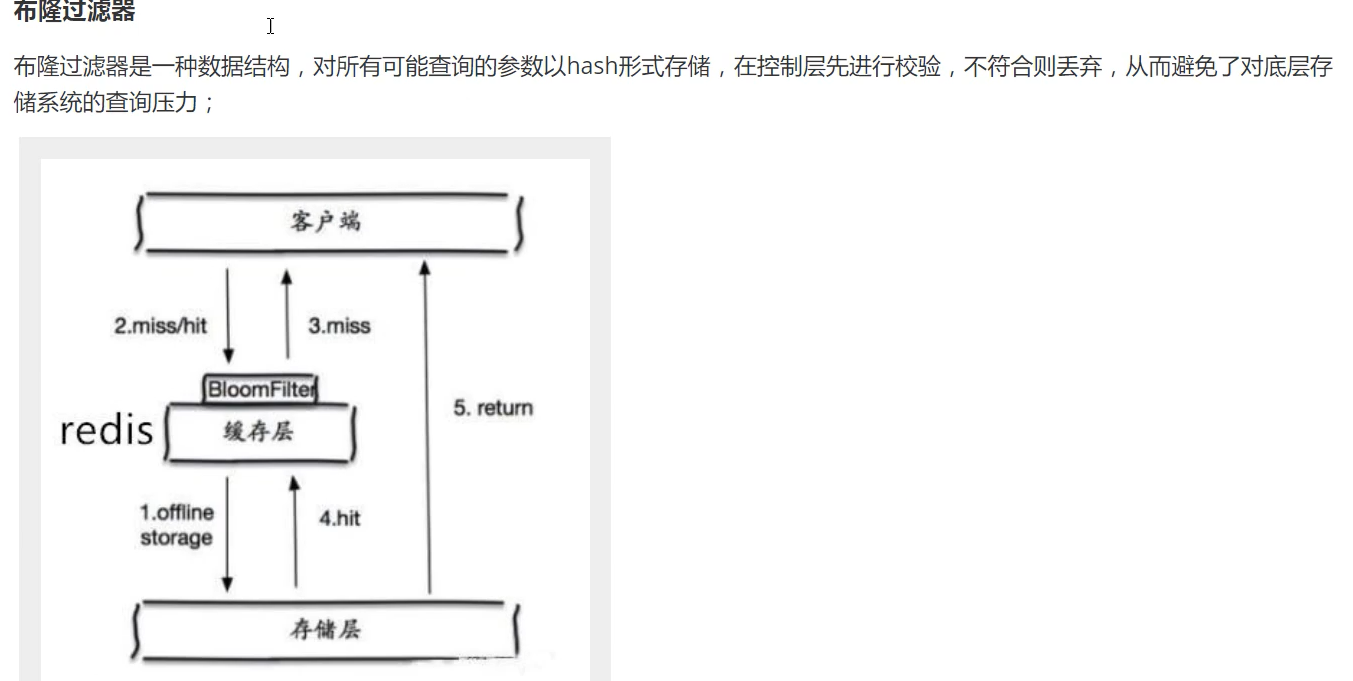 布隆过滤器
布隆过滤器是一种数据结构，对所有可能查询的参数以hash形式存储，在控制层先进行校验，不符合则丢弃，从而避免了对底层存
储系统的查询压力；
客户端
2.miss/hit
3.miss
BloomFilter
5. return
redis
缓存层
1.offline
storage
4.hit
存储层